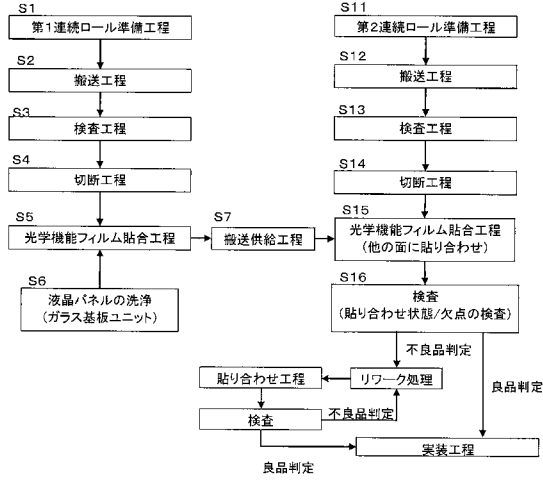 S1
第1連続ロール準備工程
S2
搬送工程
S3
検査工程
S4
切断工程
S5
光学機能フィルム貼合工程
S6
液晶パネルの洗浄
(ガラス基板ユニット)
S7
搬送供給工程
S11
第2連続ロール準備工程
S12
搬送工程
S13
検査工程
S14
切断工程
S15
光学機能フィルム貼合工程
(他の面に貼り合わせ)
S16
検査
(貼り合わせ状態/欠点の検査)
不良品判定
良品判定
リワーク処理
貼り合わせ工程
検査
不良品判定
良品判定
実装工程